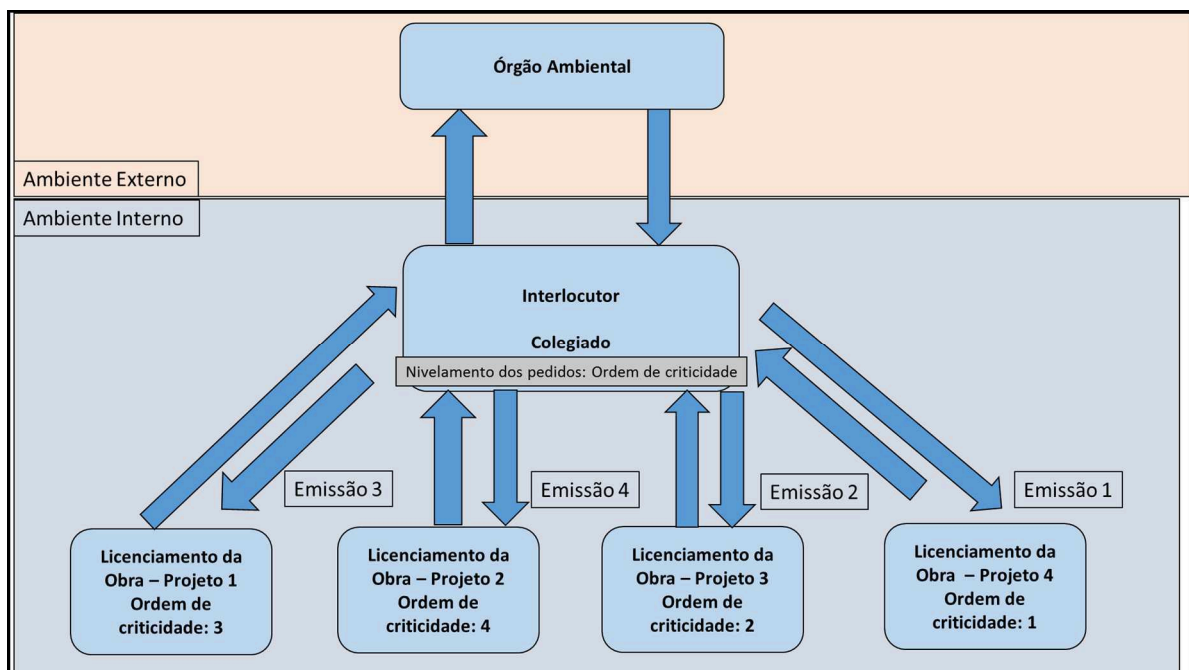 Órgão Ambiental
Ambiente Externo
Ambiente Interno
Interlocutor
Colegiado
Nivelamento dos pedidos: Ordem de criticidade
Emissão 3
Emissão 4
Emissão 2
Emissão 1
Licenciamento da
Obra – Projeto 1
Ordem de
criticidade: 3
Licenciamento da
Obra – Projeto 2
Ordem de
criticidade: 4
Licenciamento da
Obra – Projeto 3
Ordem de
criticidade: 2
Licenciamento da
Obra – Projeto 4
Ordem de
criticidade: 1